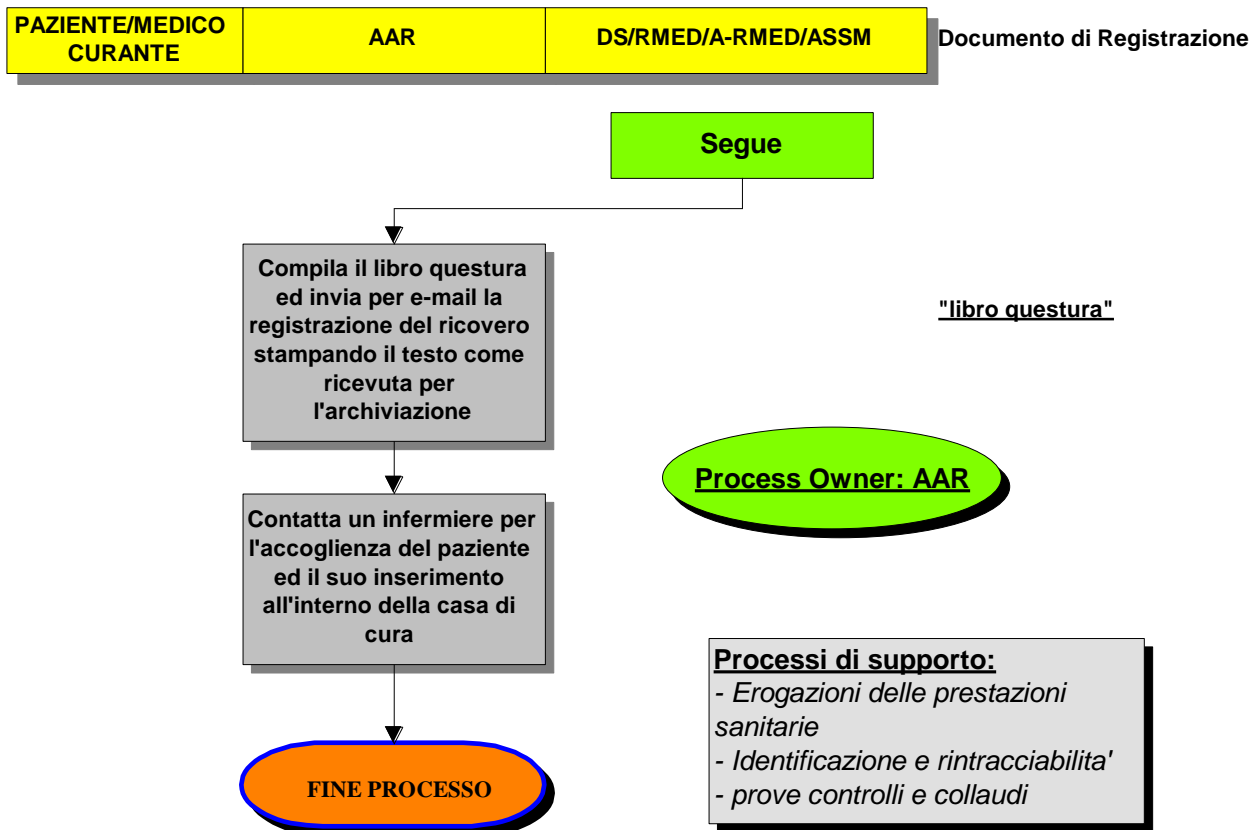 PAZIENTE/MEDICO
CURANTE
AAR
DS/RMED/A-RMED/ASSM
Documento di Registrazione
Segue
Compila il libro questura
ed invia per e-mail la
registrazione del ricovero
stampando il testo come
ricevuta per
l'archiviazione
"libro questura"
Process Owner: AAR
Contatta un infermiere per
l'accoglienza del paziente
ed il suo inserimento
all'interno della casa di
cura
Processi di supporto:
- Erogazioni delle prestazioni
sanitarie
- Identificazione e rintracciabilita'
- prove controlli e collaudi
FINE PROCESSO